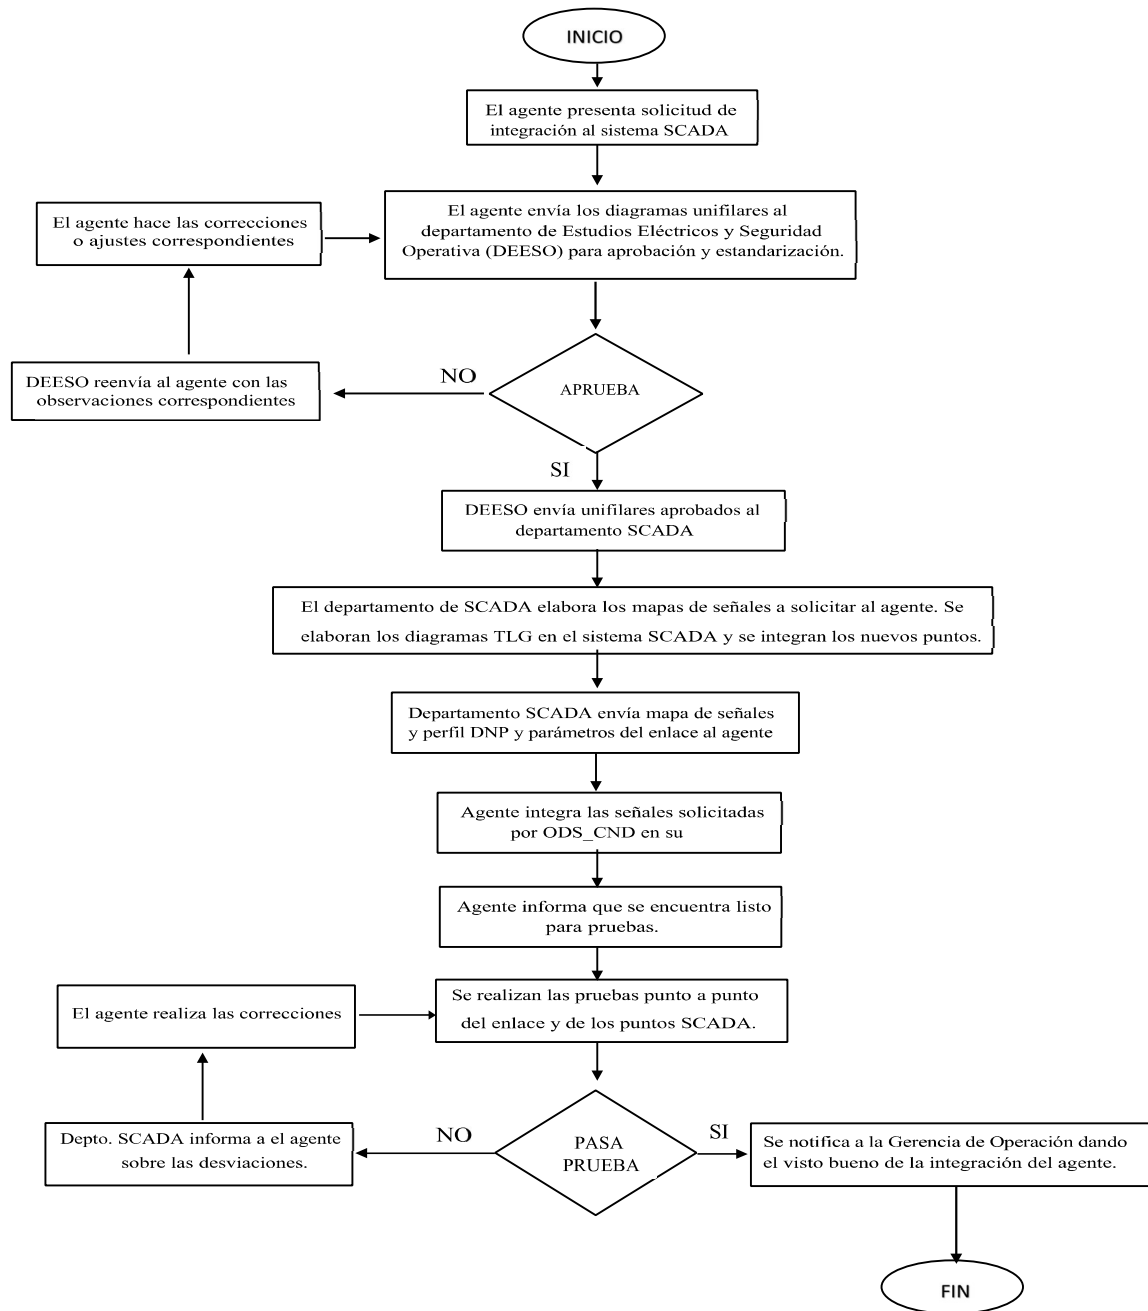 INICIO
El agente presenta solicitud de
integración al sistema SCADA
El agente hace las correcciones
o ajustes correspondientes
El agente envía los diagramas unifilares al
departamento de Estudios Eléctricos y Seguridad
Operativa (DEESO) para aprobación y estandarización.
DEESO reenvía al agente con las
observaciones correspondientes
NO
APRUEBA
SI
DEESO envía unifilares aprobados al
departamento SCADA
El departamento de SCADA elabora los mapas de señales a solicitar al agente. Se
elaboran los diagramas TLG en el sistema SCADA y se integran los nuevos puntos.
Departamento SCADA envía mapa de señales
y perfil DNP y parámetros del enlace al agente
Agente integra las señales solicitadas
por ODS_CND en su
Agente informa que se encuentra listo
para pruebas.
El agente realiza las correcciones
Se realizan las pruebas punto a punto
del enlace y de los puntos SCADA.
Depto. SCADA informa a el agente
sobre las desviaciones.
NO
PASA
PRUEBA
SI
Se notifica a la Gerencia de Operación dando
el visto bueno de la integración del agente.
FIN